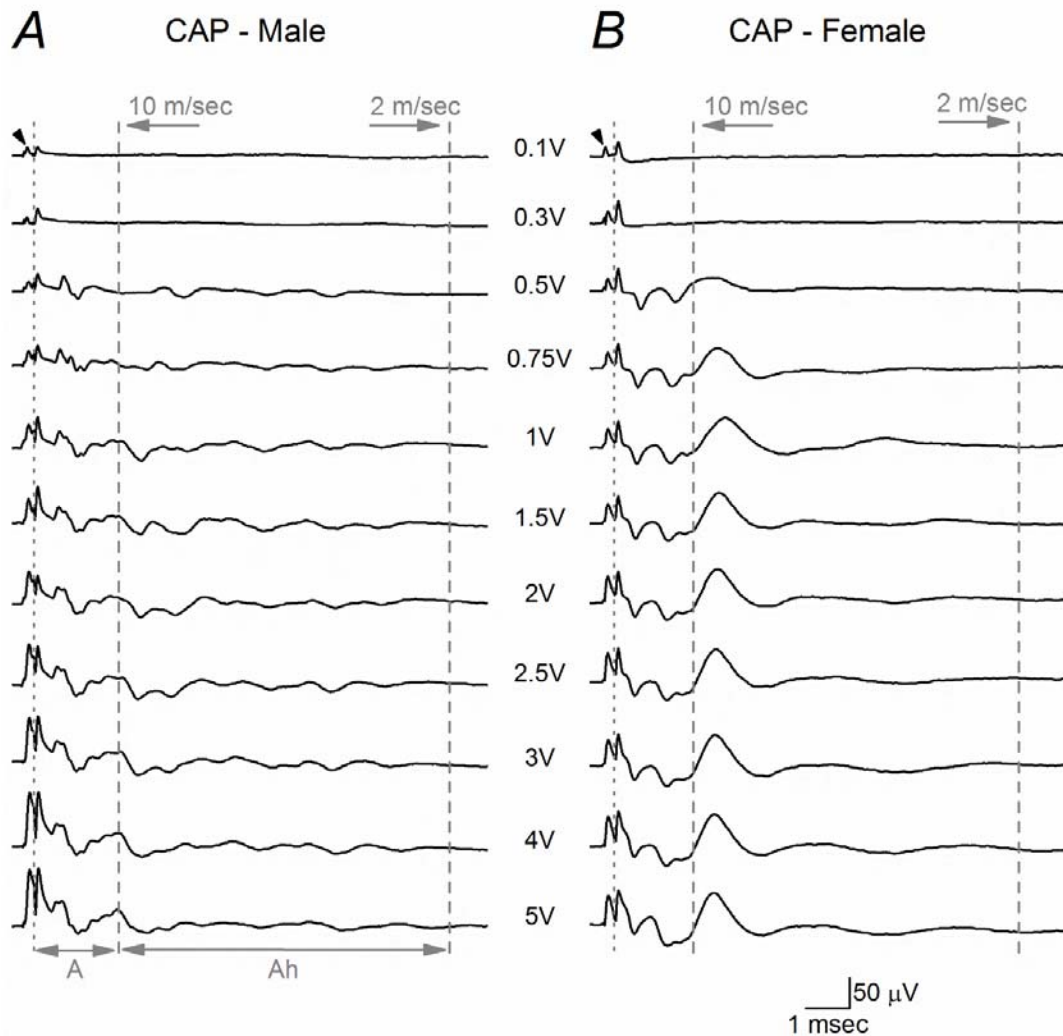 A CAP - Male
B CAP - Female
10 m/sec 2 m/sec
10 m/sec 2 m/sec
0.1V
0.3V
0.5V
0.75V
1V
1.5V
2V
2.5V
3V
4V
5V
A Ah
50 μV
1 msec